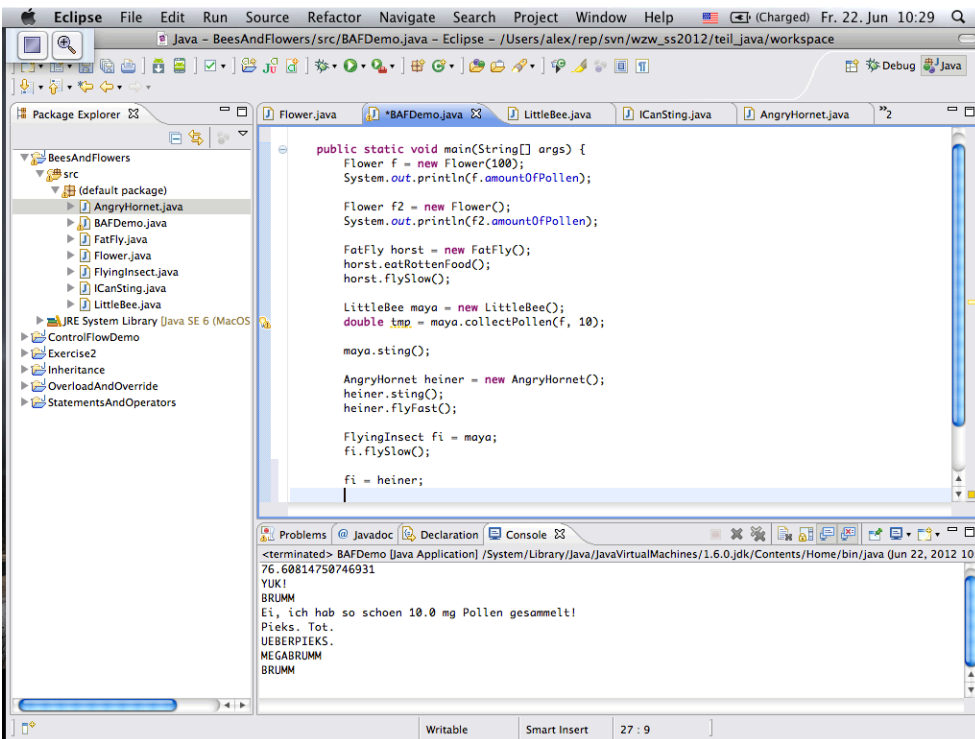 Eclipse File Edit Run Source Refactor Navigate Search Project Window Help (Charged) Fr. 22. Jun 10:29
Java – BeesAndFlowers/src/BAFDemo.java – Eclipse – /Users/alex/rep/svn/wzw_ss2012/teil_java/workspace
Debug Java
Package Explorer
BeesAndFlowers
src
(default package)
AngryHornet.java
BAFDemo.java
FatFly.java
Flower.java
FlyingInsect.java
ICanSting.java
LittleBee.java
JRE System Library [Java SE 6 (MacOS
ControlFlowDemo
Exercise2
Inheritance
OverloadAndOverride
StatementsAndOperators
Flower.java *BAFDemo.java LittleBee.java ICanSting.java AngryHornet.java »2
public static void main(String[] args) {
Flower f = new Flower(100);
System.out.println(f.amountOfPollen);
Flower f2 = new Flower();
System.out.println(f2.amountOfPollen);
FatFly horst = new FatFly();
horst.eatRottenFood();
horst.flySlow();
LittleBee maya = new LittleBee();
double tmp = maya.collectPollen(f, 10);
maya.sting();
AngryHornet heiner = new AngryHornet();
heiner.sting();
heiner.flyFast();
FlyingInsect fi = maya;
fi.flySlow();
fi = heiner;
Problems @ Javadoc Declaration Console
<terminated> BAFDemo [Java Application] /System/Library/Java/JavaVirtualMachines/1.6.0.jdk/Contents/Home/bin/java (Jun 22, 2012 10
76.60814750746931
YUK!
BRUMM
Ei, ich hab so schoen 10.0 mg Pollen gesammelt!
Pieks. Tot.
UEBERPIEKS.
MEGABRUMM
BRUMM
Writable Smart Insert 27 : 9